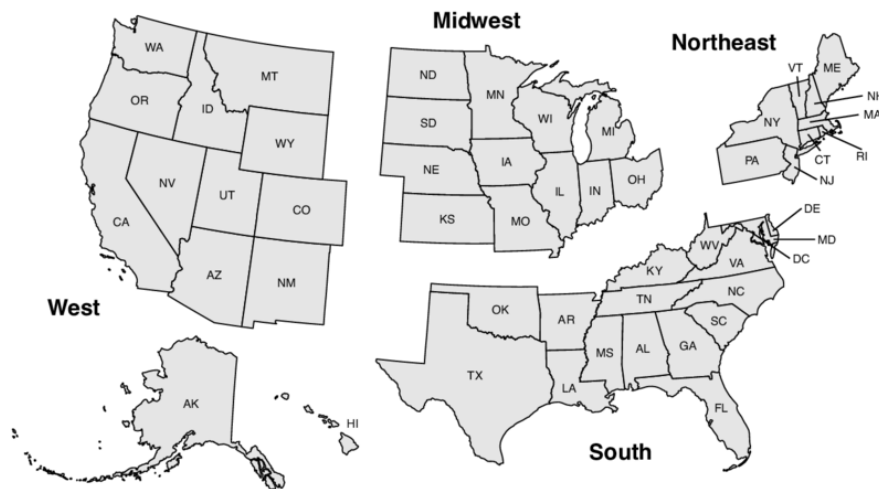 Midwest
Northeast
West
South
WA
OR
ID
MT
WY
CA
NV
UT
CO
AZ
NM
AK
HI
ND
SD
NE
KS
MN
IA
MO
WI
IL
MI
IN
OH
VT
ME
NH
MA
NY
RI
CT
PA
NJ
DE
MD
DC
WV
VA
KY
TN
NC
SC
OK
AR
TX
LA
MS
AL
GA
FL